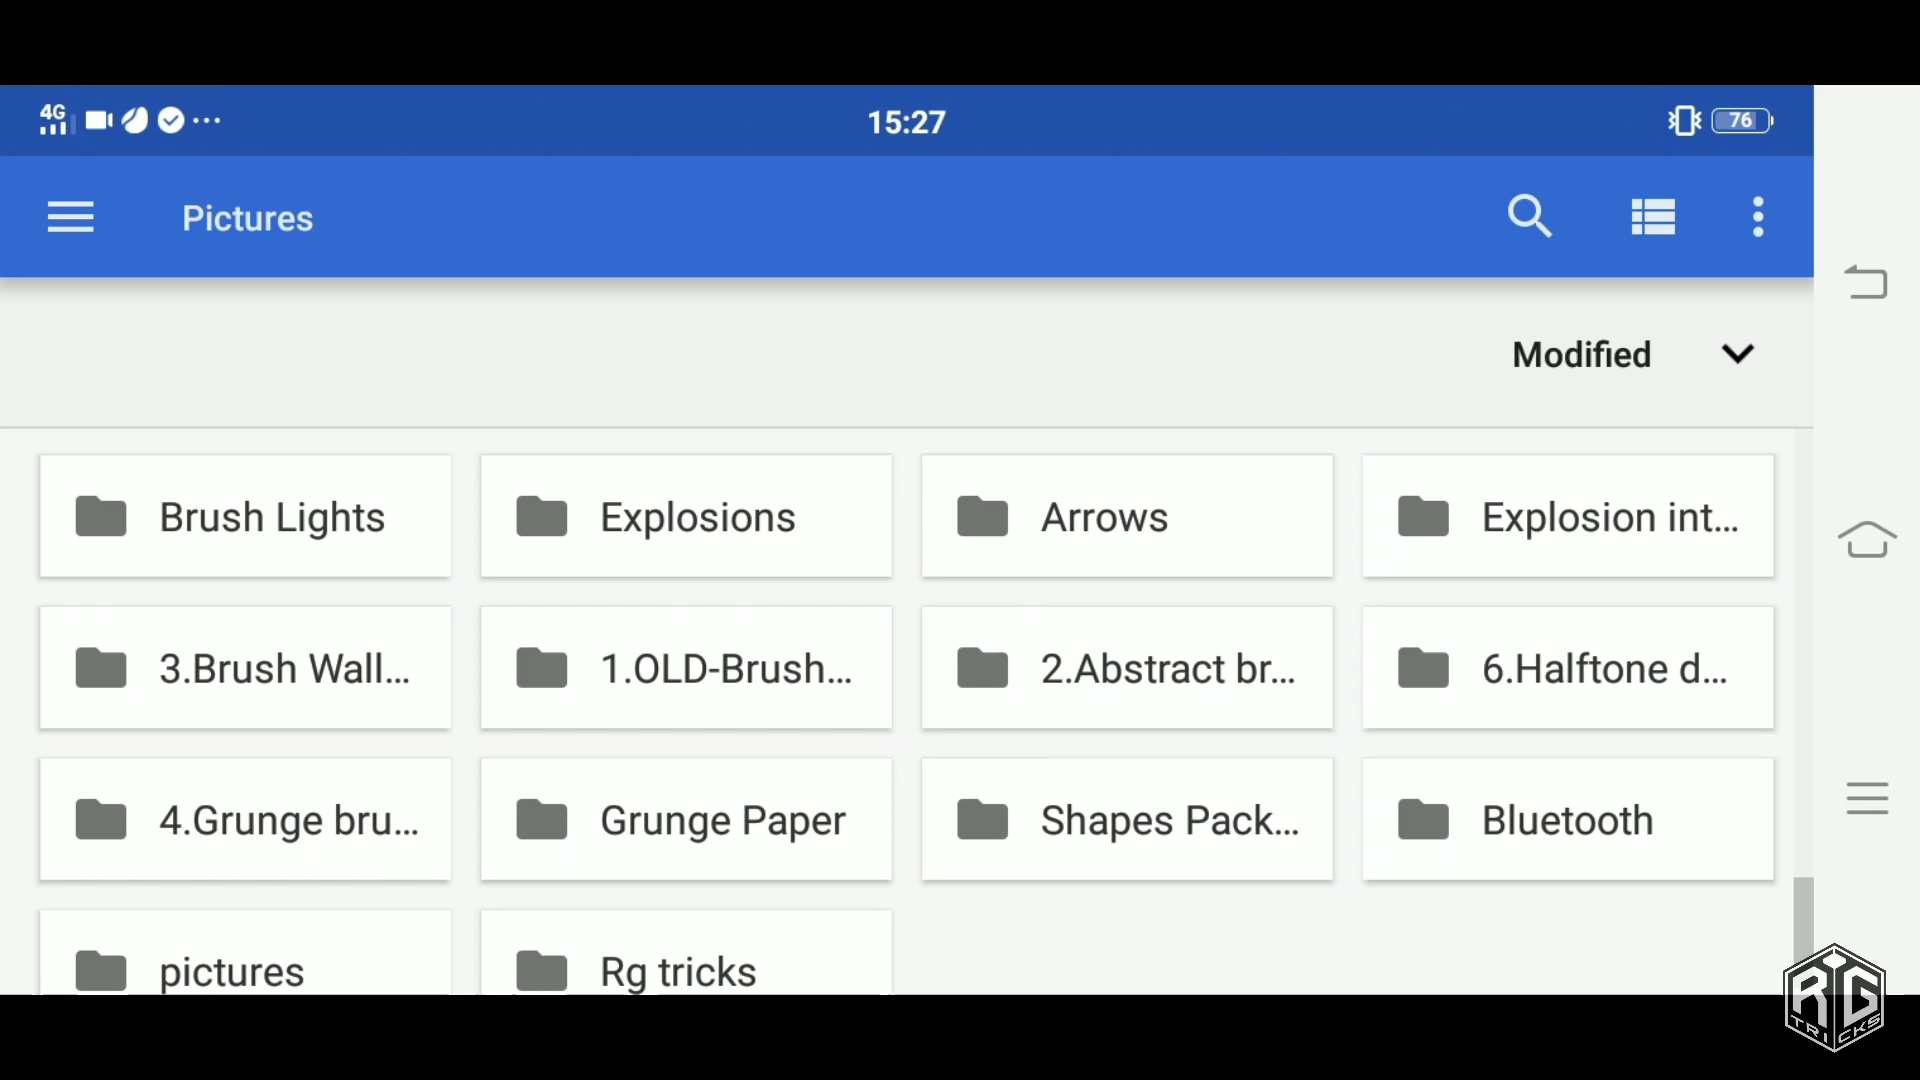 4G 15:27 76
Pictures
Modified
Brush Lights Explosions Arrows Explosion int...
3.Brush Wall... 1.OLD-Brush... 2.Abstract br... 6.Halftone d...
4.Grunge bru... Grunge Paper Shapes Pack... Bluetooth
pictures Rg tricks
RG
TRICKS